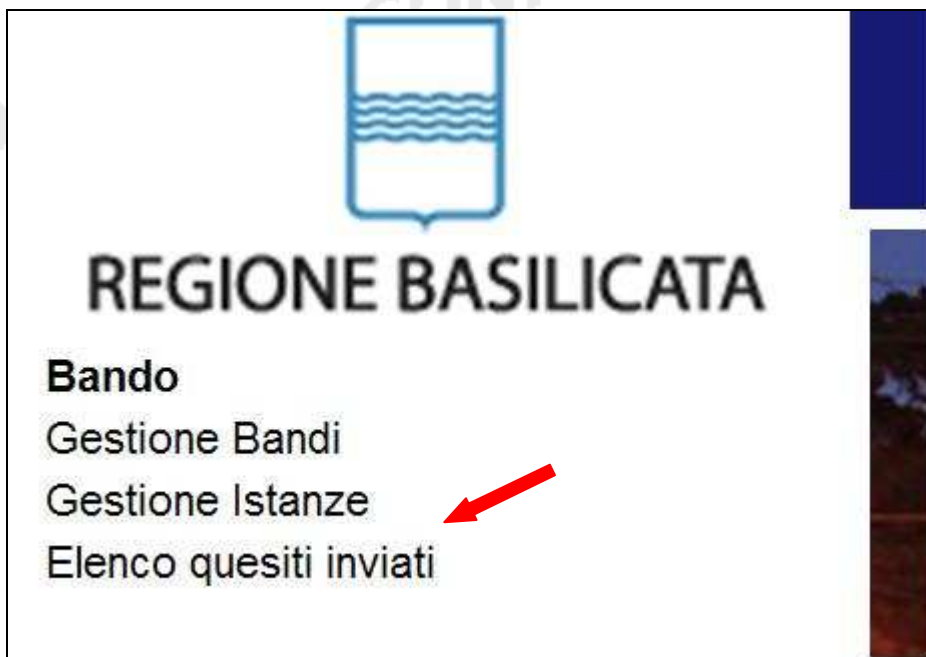 REGIONE BASILICATA
Bando
Gestione Bandi
Gestione Istanze
Elenco quesiti inviati